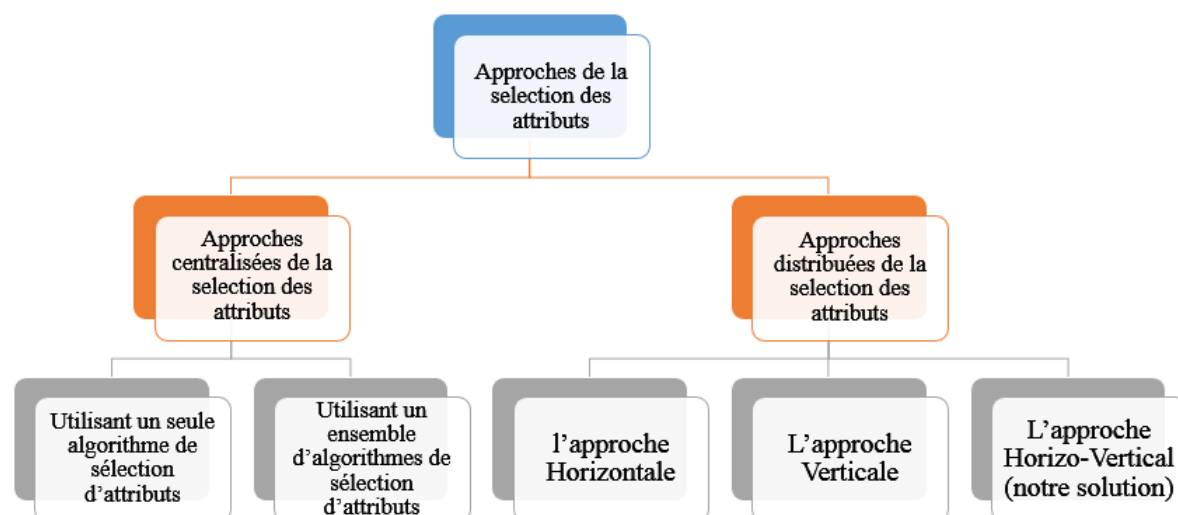 Approches de la
selection des
attributs
Approches
centralisées de la
selection des
attributs
Approches
distribuées de la
selection des
attributs
Utilisant un seule
algorithme de
sélection
d'attributs
Utilisant un
ensemble
d'algorithmes de
sélection
d'attributs
l'approche
Horizontale
L'approche
Verticale
L'approche
Horizo-Vertical
(notre solution)